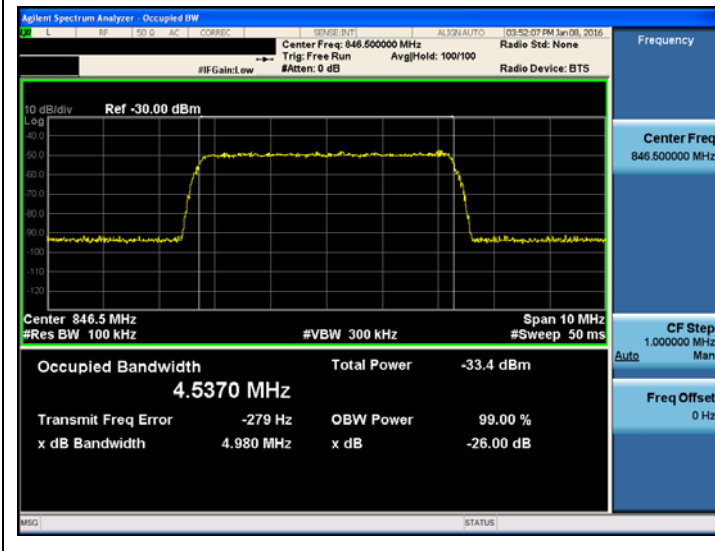 Agilent Spectrum Analyzer - Occupied BW
LXI L RF 50 Ω AC CORREC SENSE:INT ALIGN AUTO 03:52:07 PM Jan 08, 2016
Center Freq: 846.500000 MHz Radio Std: None
Trig: Free Run Avg|Hold: 100/100
#IFGain:Low #Atten: 0 dB Radio Device: BTS
Frequency
10 dB/div Ref -30.00 dBm
Log
-40.0
-50.0
-60.0
-70.0
-80.0
-90.0
-100
-110
-120
Center 846.5 MHz Span 10 MHz
#Res BW 100 kHz #VBW 300 kHz #Sweep 50 ms
Center Freq
846.500000 MHz
CF Step
1.000000 MHz
Auto Man
Freq Offset
0 Hz
Occupied Bandwidth Total Power -33.4 dBm
4.5370 MHz
Transmit Freq Error -279 Hz OBW Power 99.00 %
x dB Bandwidth 4.980 MHz x dB -26.00 dB
MSG STATUS